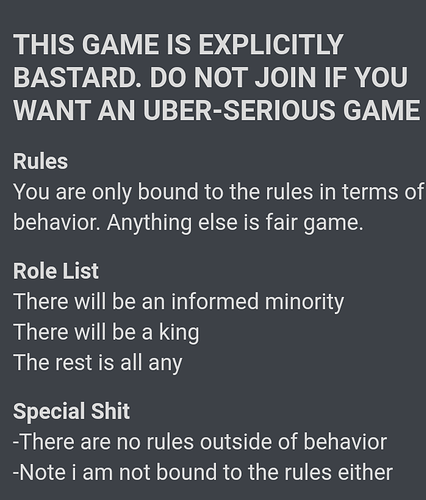 THIS GAME IS EXPLICITLY
BASTARD. DO NOT JOIN IF YOU
WANT AN UBER-SERIOUS GAME
Rules
You are only bound to the rules in terms of
behavior. Anything else is fair game.
Role List
There will be an informed minority
There will be a king
The rest is all any
Special Shit
-There are no rules outside of behavior
-Note i am not bound to the rules either